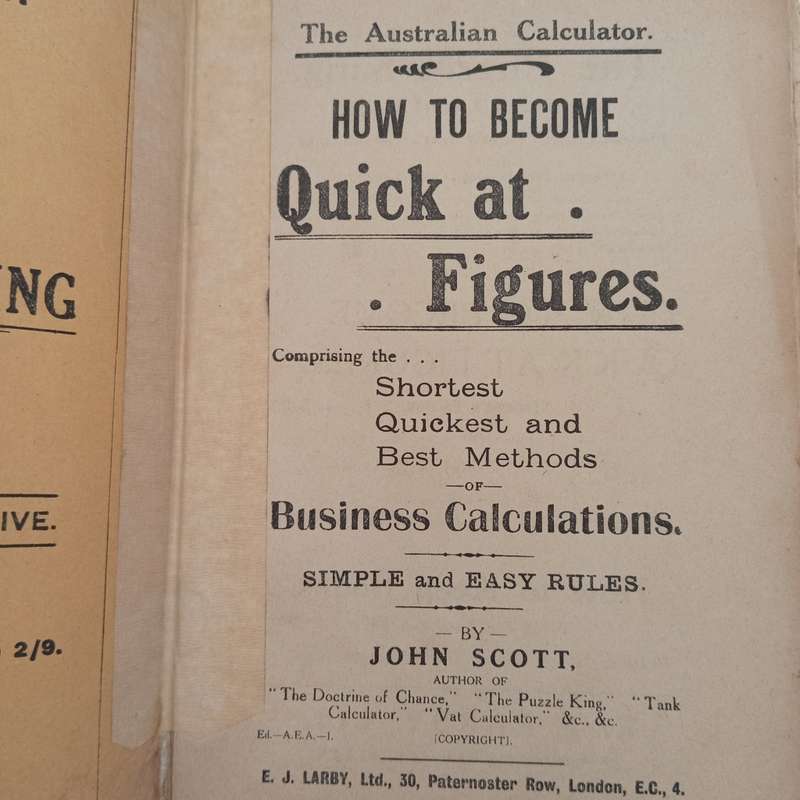 NG
IVE.
2/9.
The Australian Calculator.
HOW TO BECOME
Quick at .
. Figures.
Comprising the . . .
Shortest
Quickest and
Best Methods
—OF—
Business Calculations.
SIMPLE and EASY RULES.
— BY —
JOHN SCOTT,
AUTHOR OF
"The Doctrine of Chance," "The Puzzle King," "Tank
Calculator," "Vat Calculator," &c., &c.
Ed.—A.E.A.—1. [COPYRIGHT].
E. J. LARBY, Ltd., 30, Paternoster Row, London, E.C., 4.